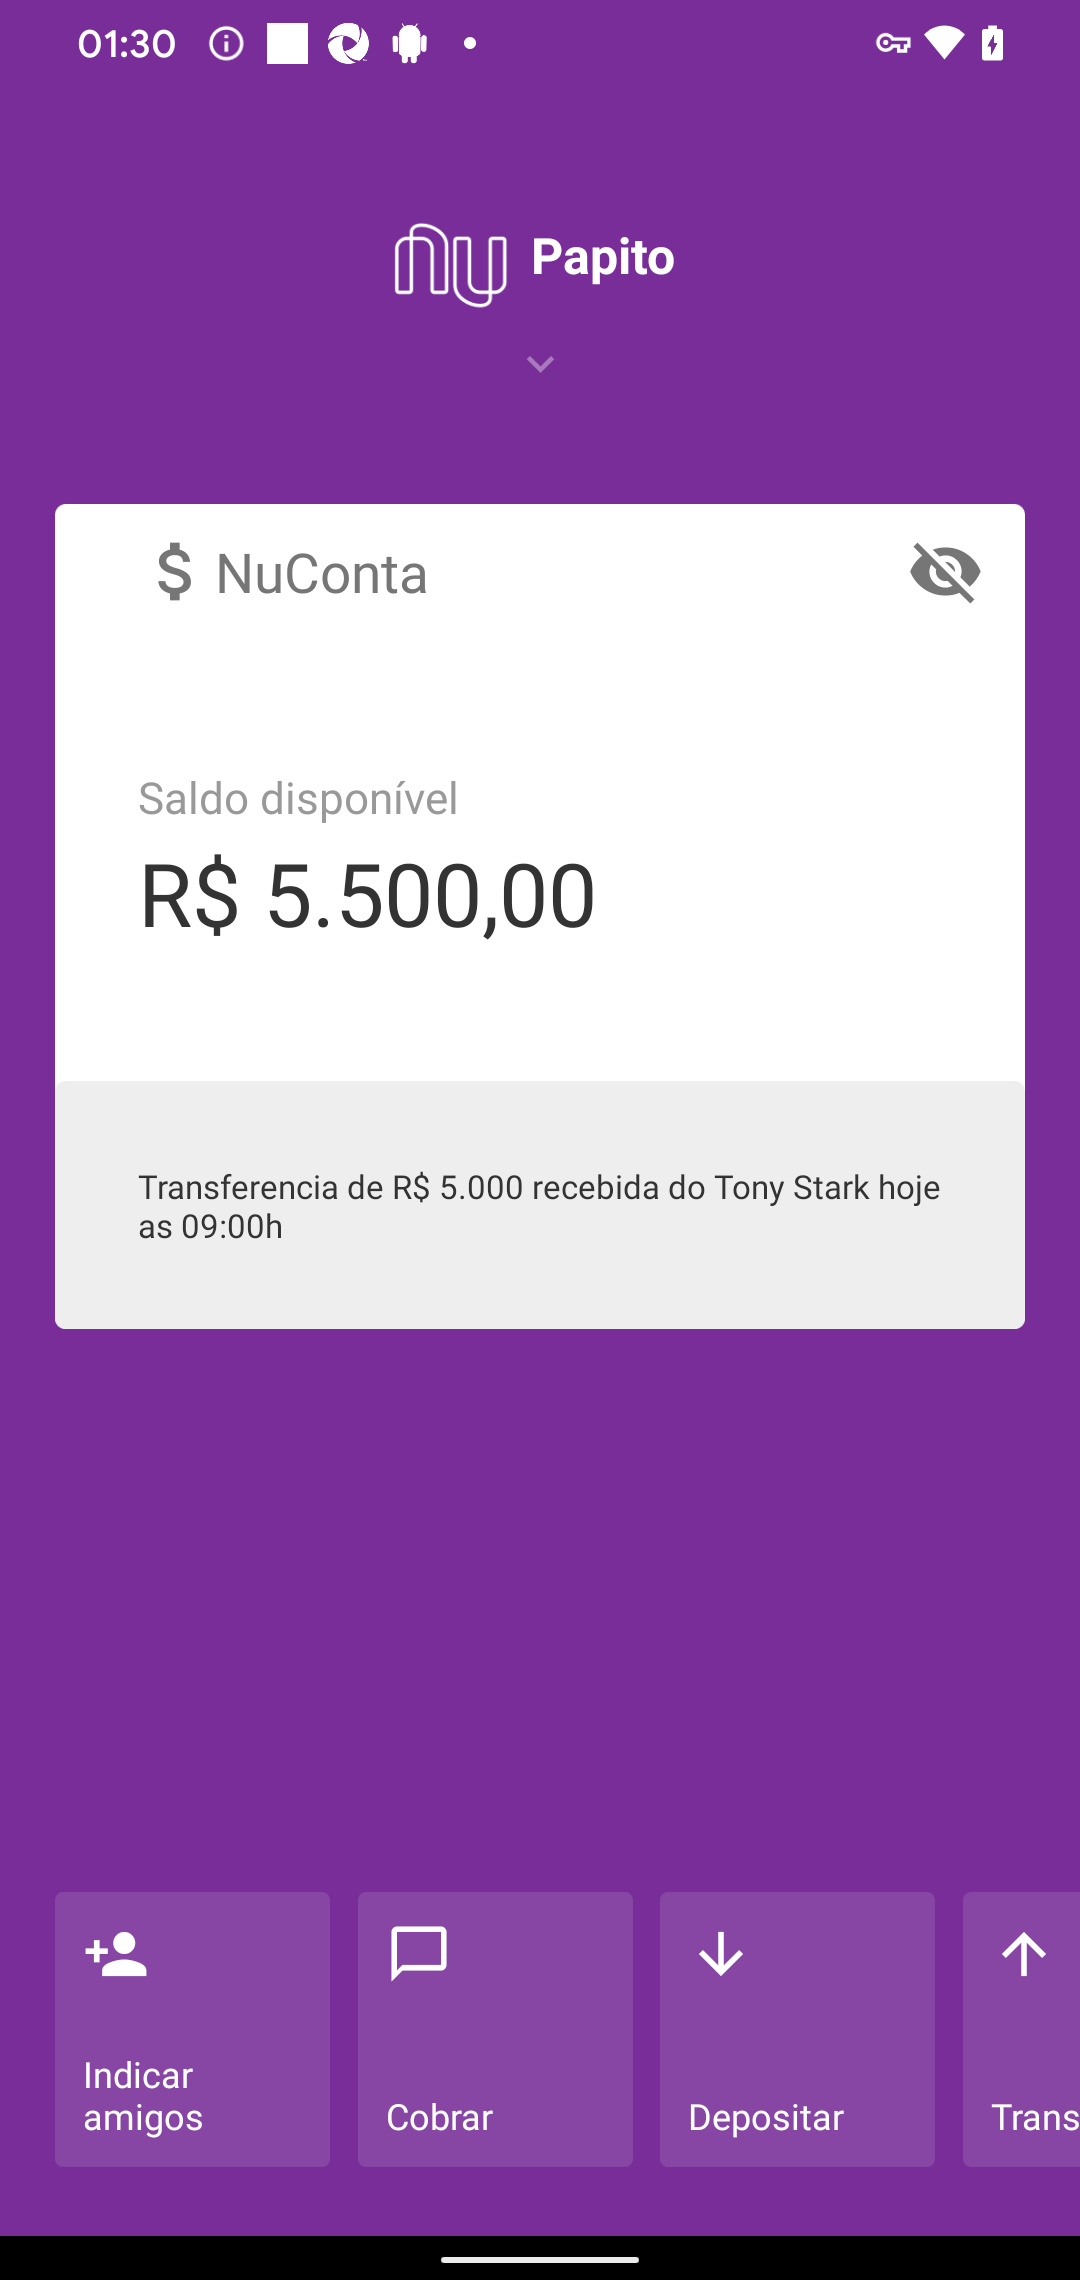 01:30
nu Papito
$ NuConta
Saldo disponível
R$ 5.500,00
Transferencia de R$ 5.000 recebida do Tony Stark hoje
as 09:00h
Indicar
amigos
Cobrar
Depositar
Trans